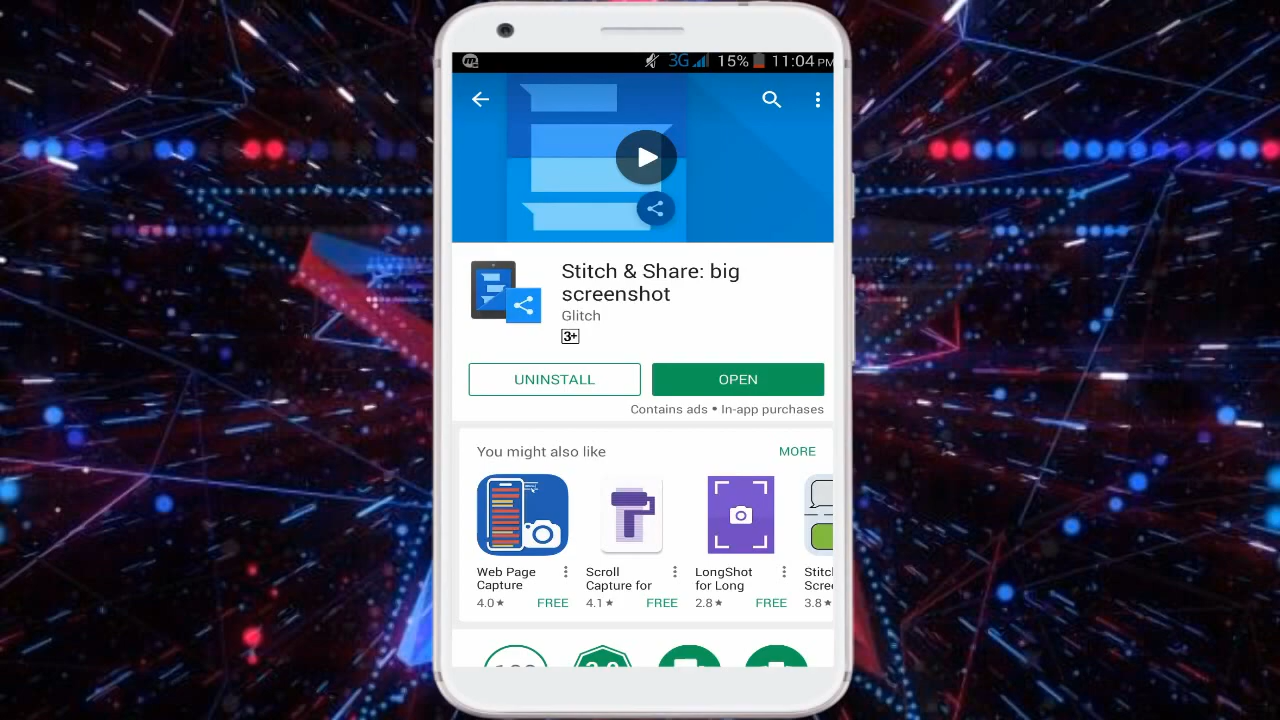 3G 15% 11:04 PM
Stitch & Share: big
screenshot
Glitch
3+
UNINSTALL
OPEN
Contains ads • In-app purchases
You might also like
MORE
Web Page
Capture
4.0★ FREE
Scroll
Capture for
4.1★ FREE
LongShot
for Long
2.8★ FREE
Stitc
Scree
3.8★